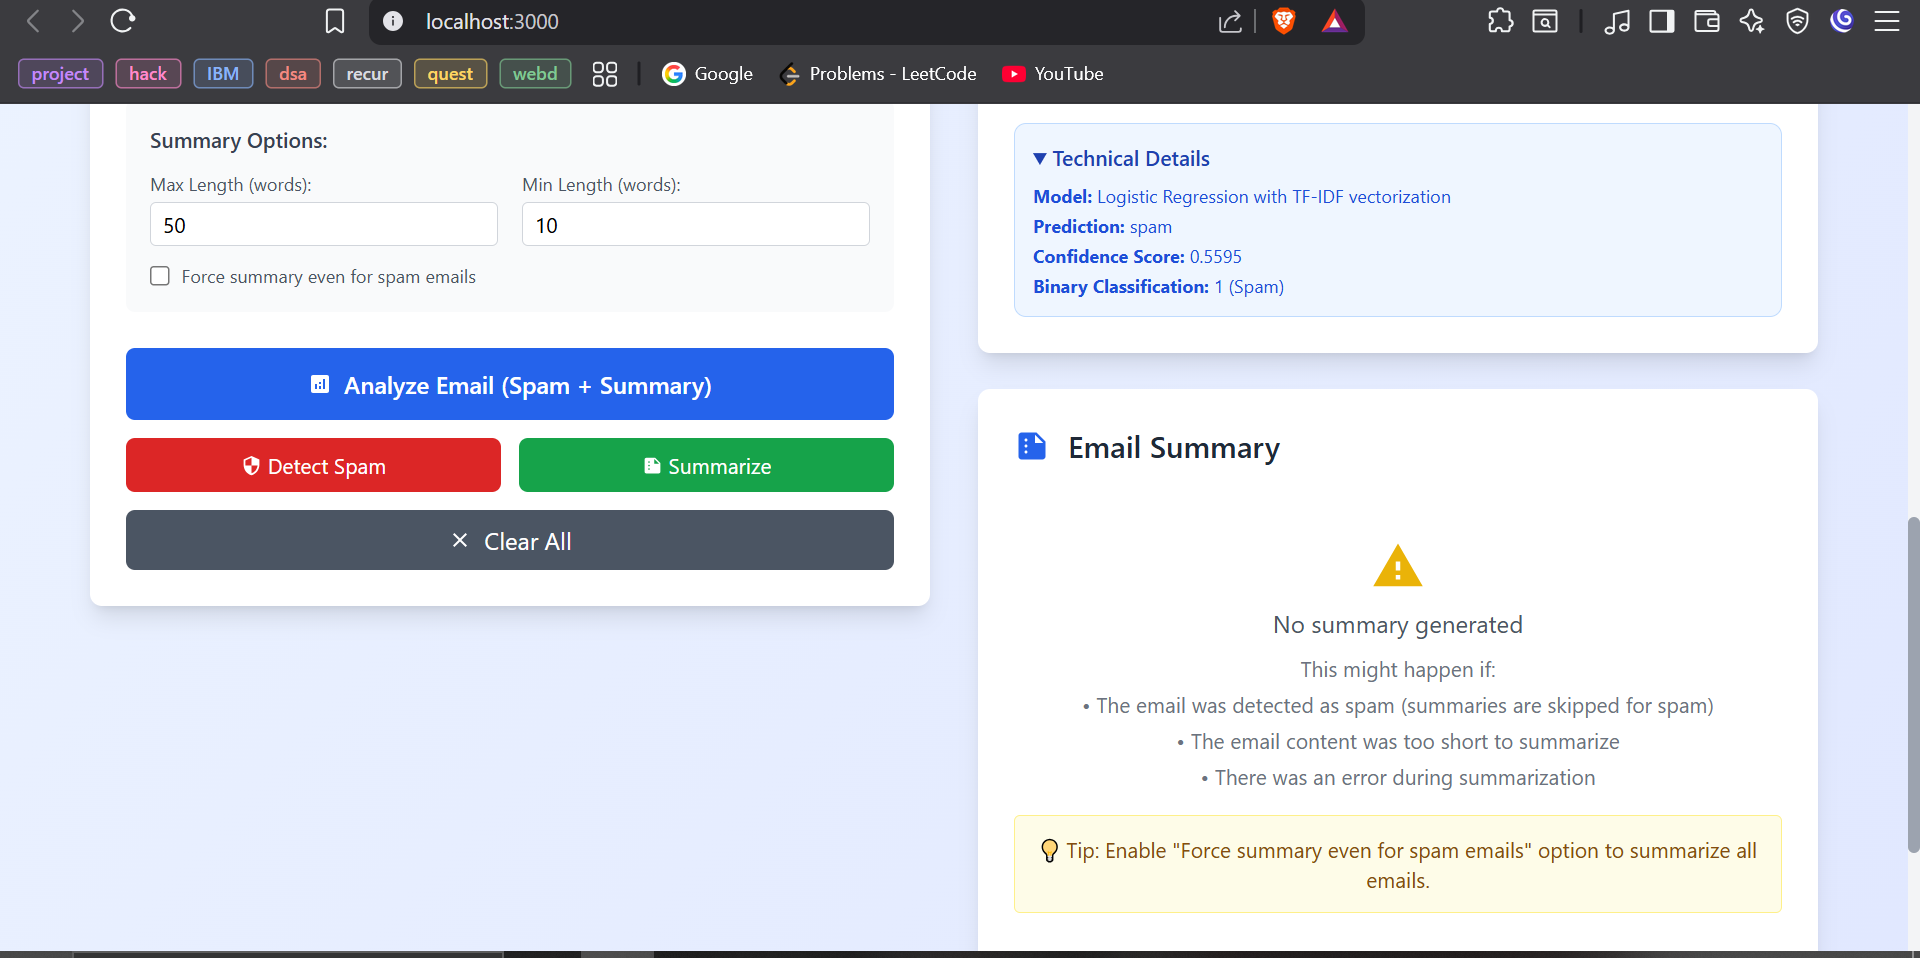 localhost:3000
project hack IBM dsa recur quest webd Google Problems - LeetCode YouTube
Summary Options:
Max Length (words): Min Length (words):
50 10
Force summary even for spam emails
Analyze Email (Spam + Summary)
Detect Spam Summarize
Clear All
Technical Details
Model: Logistic Regression with TF-IDF vectorization
Prediction: spam
Confidence Score: 0.5595
Binary Classification: 1 (Spam)
Email Summary
No summary generated
This might happen if:
• The email was detected as spam (summaries are skipped for spam)
• The email content was too short to summarize
• There was an error during summarization
Tip: Enable "Force summary even for spam emails" option to summarize all
emails.